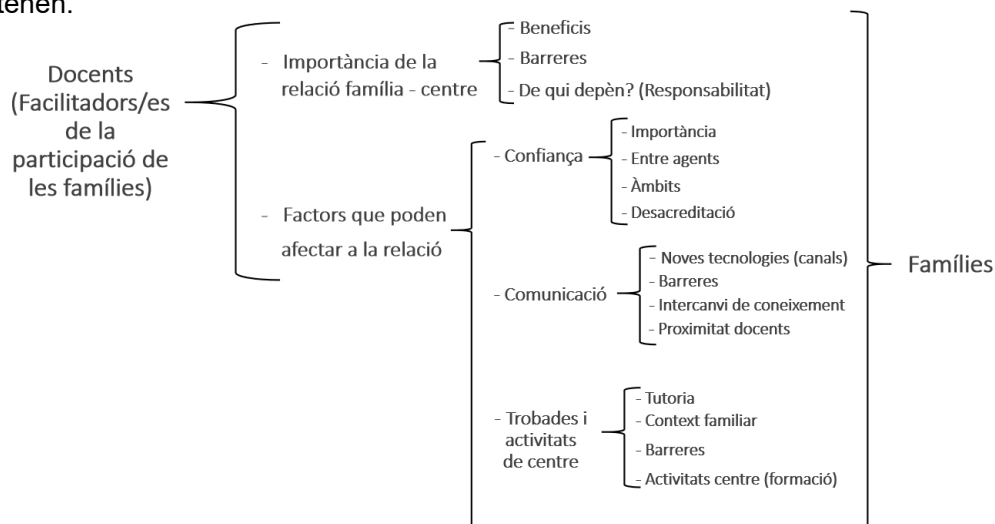 tenen.
Docents
(Facilitadors/es
de la
participació de
les famílies)
- Importància de la
relació família - centre
- Beneficis
- Barreres
- De qui depèn? (Responsabilitat)
- Factors que poden
afectar a la relació
- Confiança
- Importància
- Entre agents
- Àmbits
- Desacreditació
- Comunicació
- Noves tecnologies (canals)
- Barreres
- Intercanvi de coneixement
- Proximitat docents
- Trobades i
activitats
de centre
- Tutoria
- Context familiar
- Barreres
- Activitats centre (formació)
Famílies